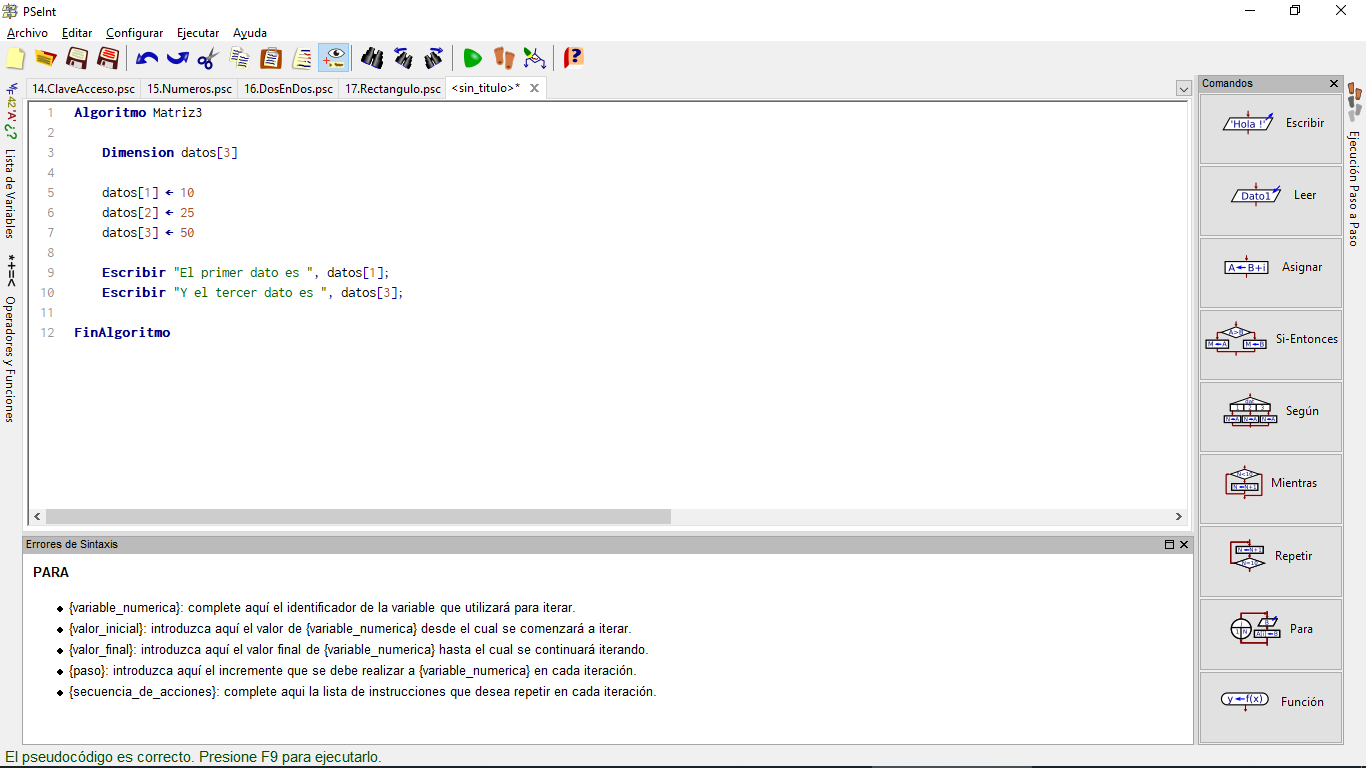 PSeInt
Archivo Editar Configurar Ejecutar Ayuda
14.ClaveAcceso.psc 15.Numeros.psc 16.DosEnDos.psc 17.Rectangulo.psc <sin_titulo>*
42 'A' ¿? Lista de Variables
*+=< Operadores y Funciones
1 Algoritmo Matriz3
2
3 Dimension datos[3]
4
5 datos[1] ← 10
6 datos[2] ← 25
7 datos[3] ← 50
8
9 Escribir "El primer dato es ", datos[1];
10 Escribir "Y el tercer dato es ", datos[3];
11
12 FinAlgoritmo
Errores de Sintaxis
PARA
{variable_numerica}: complete aquí el identificador de la variable que utilizará para iterar.
{valor_inicial}: introduzca aquí el valor de {variable_numerica} desde el cual se comenzará a iterar.
{valor_final}: introduzca aquí el valor final de {variable_numerica} hasta el cual se continuará iterando.
{paso}: introduzca aquí el incremente que se debe realizar a {variable_numerica} en cada iteración.
{secuencia_de_acciones}: complete aqui la lista de instrucciones que desea repetir en cada iteración.
Comandos
'Hola !' Escribir
Dato1 Leer
A←B+i Asignar
A>B M←A M←B Si-Entonces
dat 1 2 3 N←A N←A N←A Según
N<10 N←N+1 Mientras
N←N+1 N=10 Repetir
Para
y←f(x) Función
Ejecución Paso a Paso
El pseudocódigo es correcto. Presione F9 para ejecutarlo.